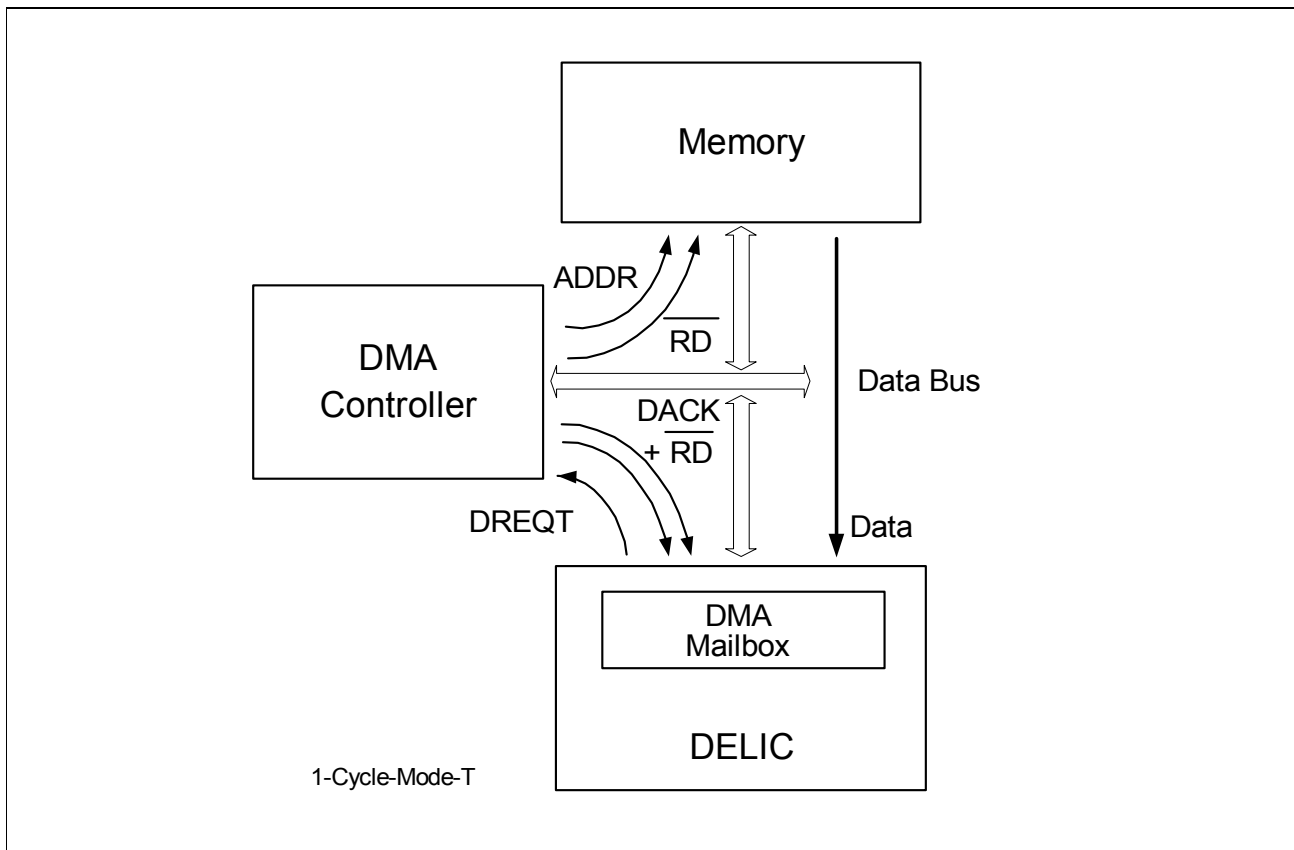 Memory
ADDR
RD
DMA
Controller
Data Bus
DACK
+ RD
DREQT
Data
DMA
Mailbox
DELIC
1-Cycle-Mode-T